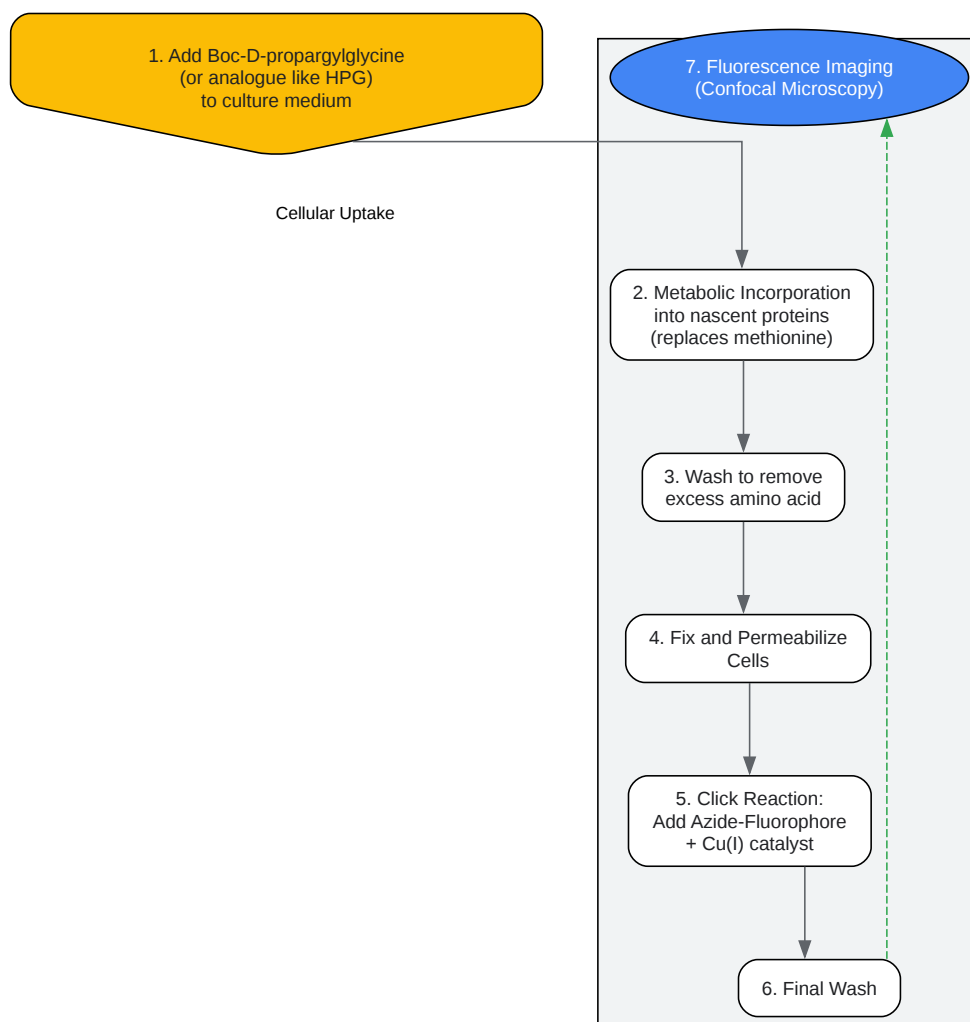 1. Add Boc-D-propargylglycine
(or analogue like HPG)
to culture medium
7. Fluorescence Imaging
(Confocal Microscopy)
Cellular Uptake
2. Metabolic Incorporation
into nascent proteins
(replaces methionine)
3. Wash to remove
excess amino acid
4. Fix and Permeabilize
Cells
5. Click Reaction:
Add Azide-Fluorophore
+ Cu(I) catalyst
6. Final Wash